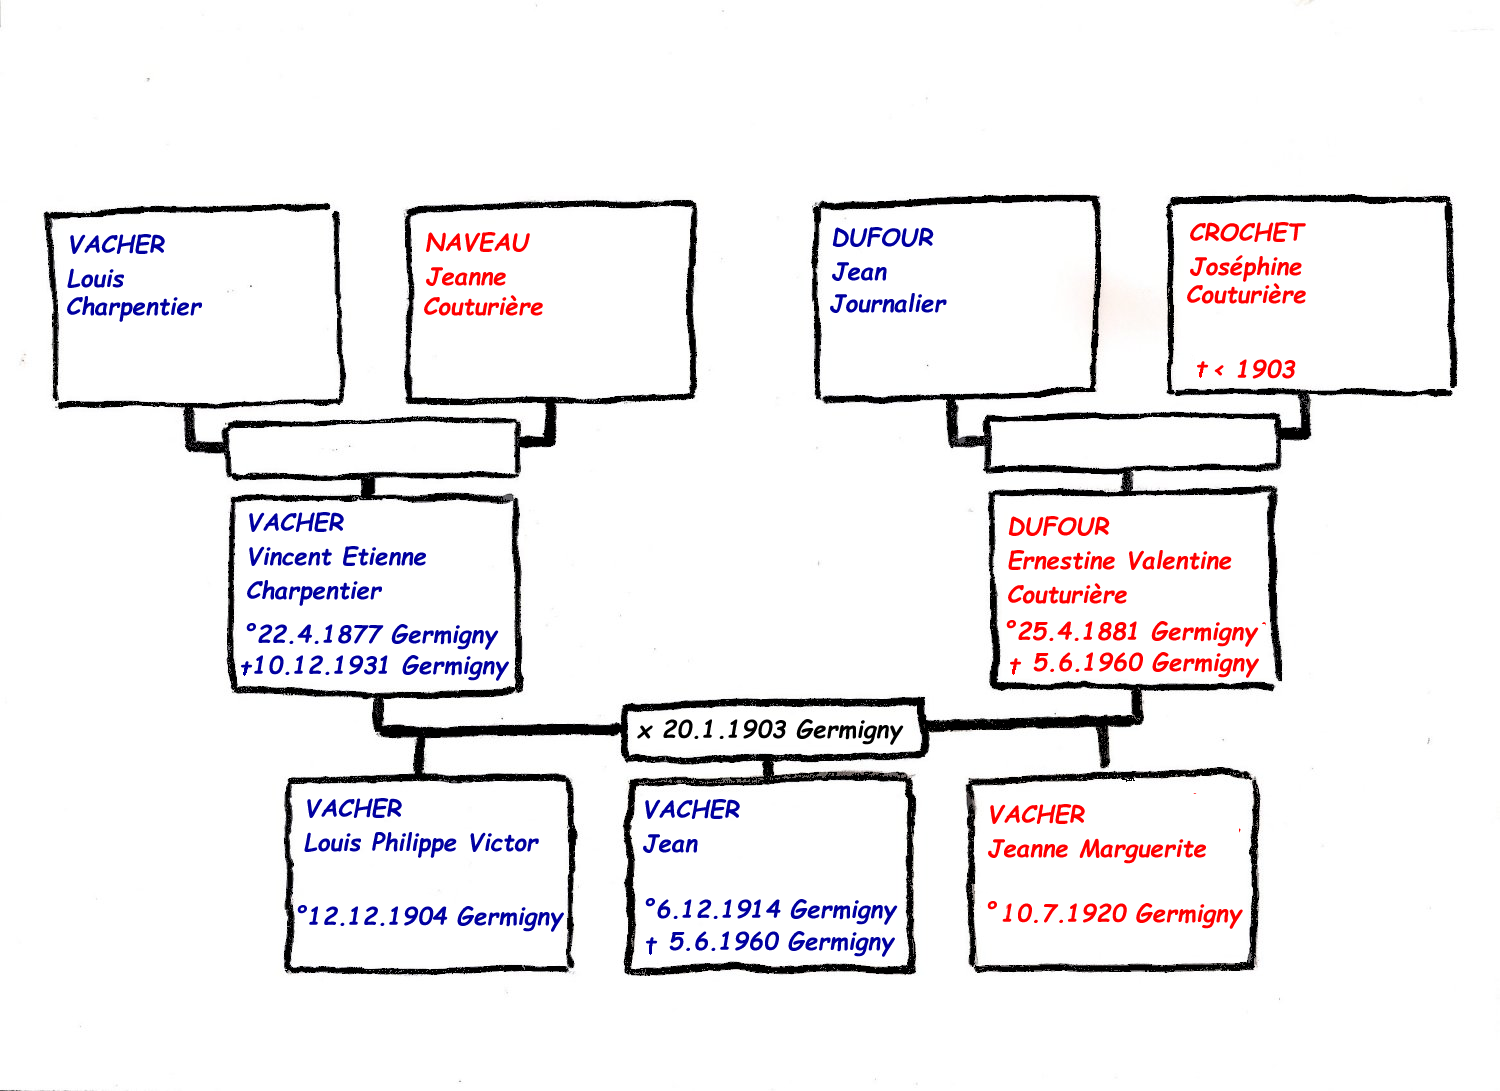 VACHER
Louis
Charpentier
NAVEAU
Jeanne
Couturière
DUFOUR
Jean
Journalier
CROCHET
Joséphine
Couturière
† < 1903
VACHER
Vincent Etienne
Charpentier
°22.4.1877 Germigny
†10.12.1931 Germigny
DUFOUR
Ernestine Valentine
Couturière
°25.4.1881 Germigny
† 5.6.1960 Germigny
x 20.1.1903 Germigny
VACHER
Louis Philippe Victor
°12.12.1904 Germigny
VACHER
Jean
°6.12.1914 Germigny
† 5.6.1960 Germigny
VACHER
Jeanne Marguerite
°10.7.1920 Germigny